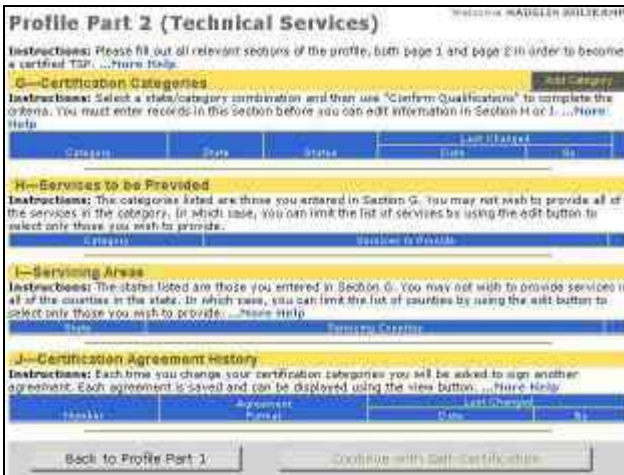 Profile Part 2 (Technical Services)
Welcome
Instructions: Please fill out all relevant sections of the profile, both page 1 and page 2 in order to become
a certified TSP. ...More Help
G—Certification Categories
Add Category
Instructions: Select a state/category combination and then use "Confirm Qualifications" to complete the
criteria. You must enter records in this Section before you can edit information in Section H or I. ...More
Help
Last Changed
Category State Status Date By
H—Services to be Provided
Instructions: The categories listed are those you entered in Section G. You may not wish to provide all of
the services in the category. In which case, you can limit the list of services by using the edit button to
select only those you wish to provide.
Category Services to Provide
I—Servicing Areas
Instructions: The states listed are those you entered in Section G. You may not wish to provide services in
all of the counties in the state. In which case, you can limit the list of counties by using the edit button to
select only those you wish to provide. ...More Help
State Servicing Counties
J—Certification Agreement History
Instructions: Each time you change your certification categories you will be asked to sign another
agreement. Each agreement is saved and can be displayed using the view button. ...More Help
Agreement Last Changed
Number Format Date By
Back to Profile Part 1 Continue with Self-Certification